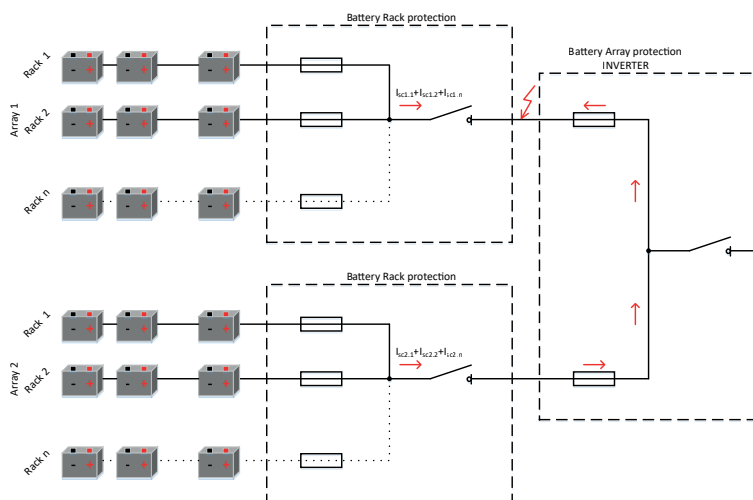 Battery Rack protection
Battery Array protection
INVERTER
Array 1
Rack 1
Rack 2
Rack n
- +
- +
- +
- +
- +
- +
- +
- +
- +
Isc1.1+Isc1.2+Isc1.n
Battery Rack protection
Array 2
Rack 1
Rack 2
Rack n
- +
- +
- +
- +
- +
- +
- +
- +
- +
Isc2.1+Isc2.2+Isc2.n